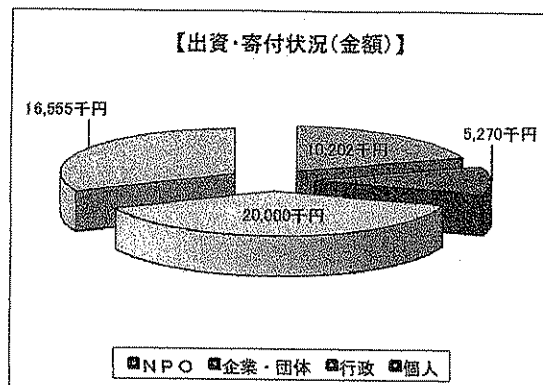 【出資・寄付状況(金額)】
16,555千円
10,202千円
5,270千円
20,000千円
NPO 企業・団体 行政 個人